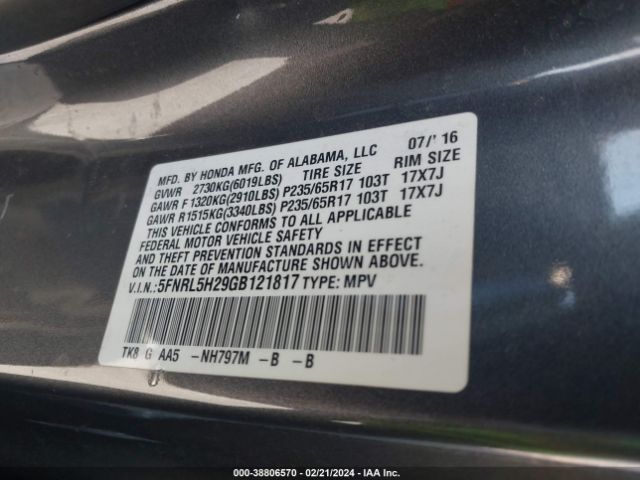 MFD. BY HONDA MFG. OF ALABAMA, LLC 07/' 16
GVWR 2730KG(6019LBS) TIRE SIZE RIM SIZE
GAWR F1320KG(2910LBS) P235/65R17 103T 17X7J
GAWR R1515KG(3340LBS) P235/65R17 103T 17X7J
THIS VEHICLE CONFORMS TO ALL APPLICABLE
FEDERAL MOTOR VEHICLE SAFETY
AND THEFT PREVENTION STANDARDS IN EFFECT
ON THE DATE OF MANUFACTURE SHOWN ABOVE.
V.I.N.:5FNRL5H29GB121817 TYPE: MPV
TK8 G AA5 -NH797M -B -B
000-38806570 - 02/21/2024 - IAA Inc.